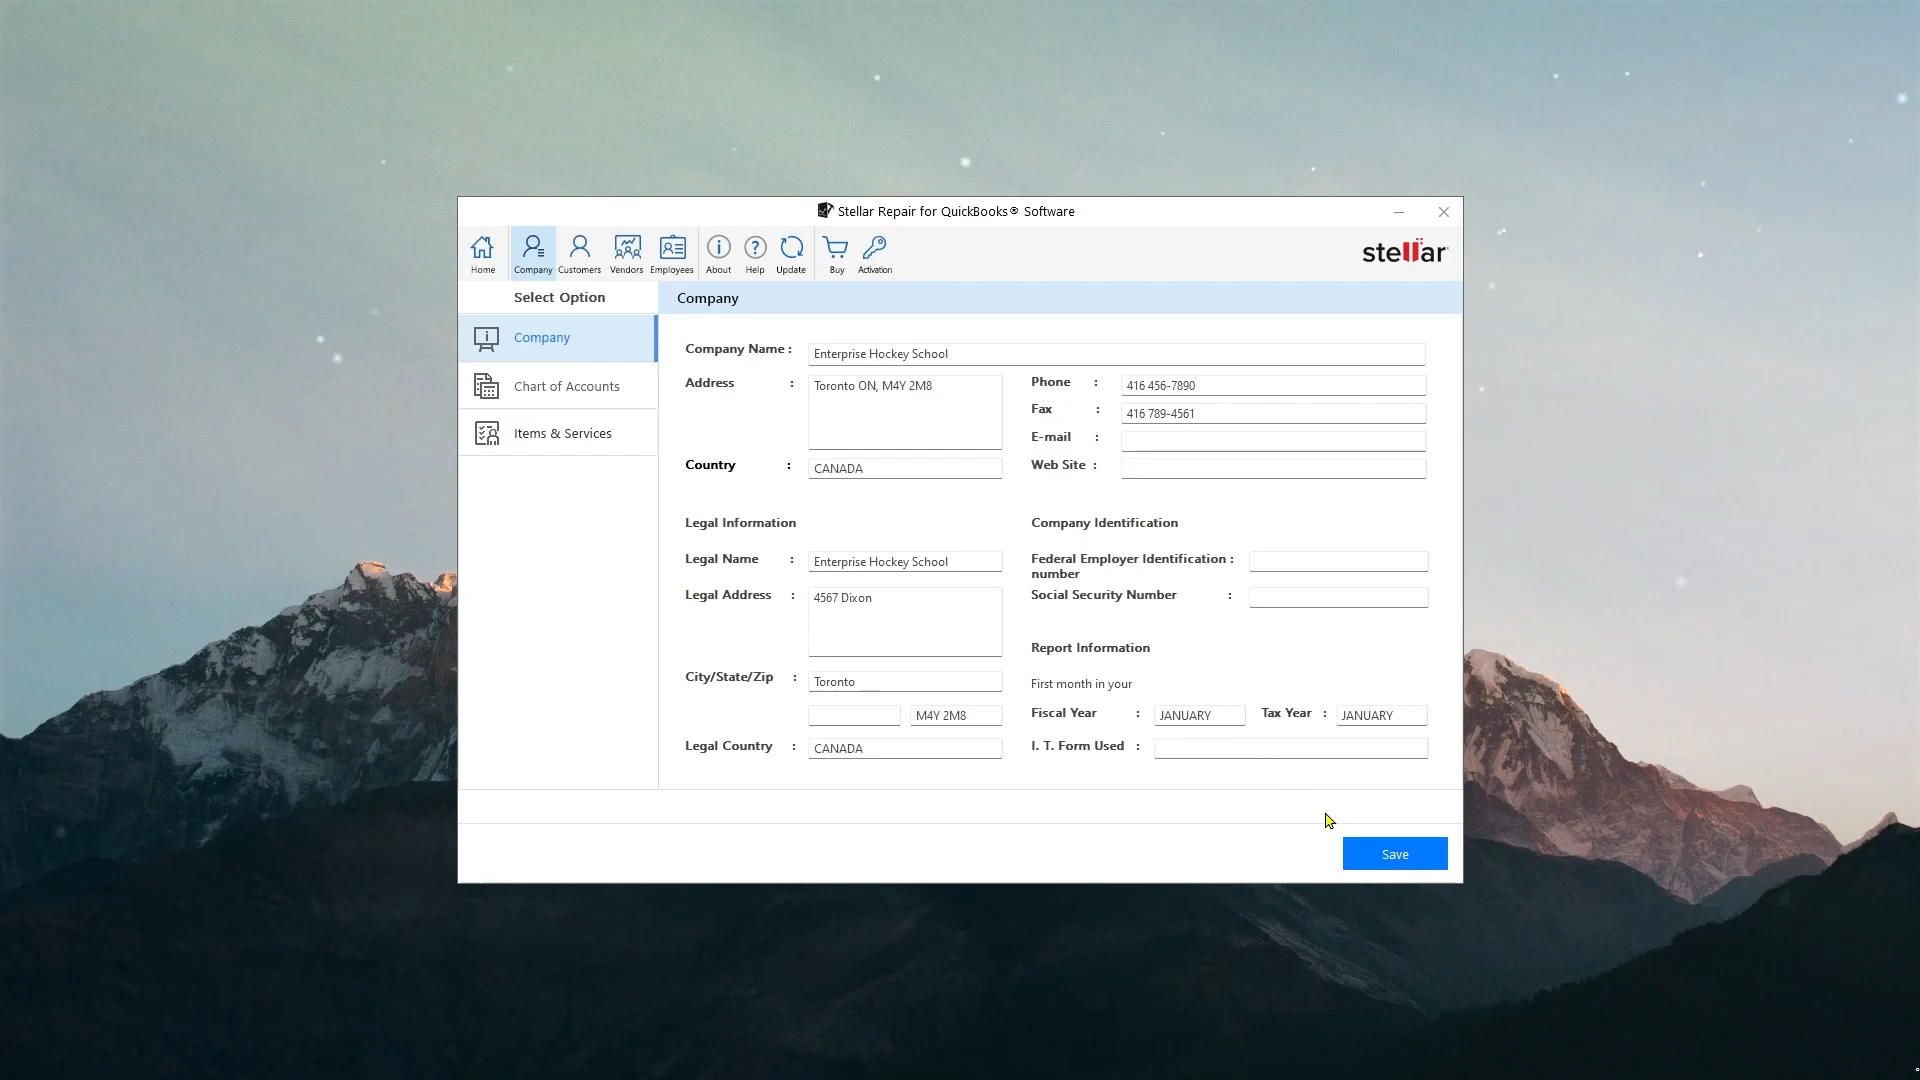 Stellar Repair for QuickBooks® Software
Home Company Customers Vendors Employees About Help Update Buy Activation
stellar
Select Option
Company
Chart of Accounts
Items & Services
Company
Company Name : Enterprise Hockey School
Address : Toronto ON, M4Y 2M8
Phone : 416 456-7890
Fax : 416 789-4561
E-mail :
Country : CANADA
Web Site :
Legal Information
Company Identification
Legal Name : Enterprise Hockey School
Federal Employer Identification :
number
Legal Address : 4567 Dixon
Social Security Number :
Report Information
City/State/Zip : Toronto
First month in your
M4Y 2M8
Fiscal Year : JANUARY Tax Year : JANUARY
Legal Country : CANADA
I. T. Form Used :
Save